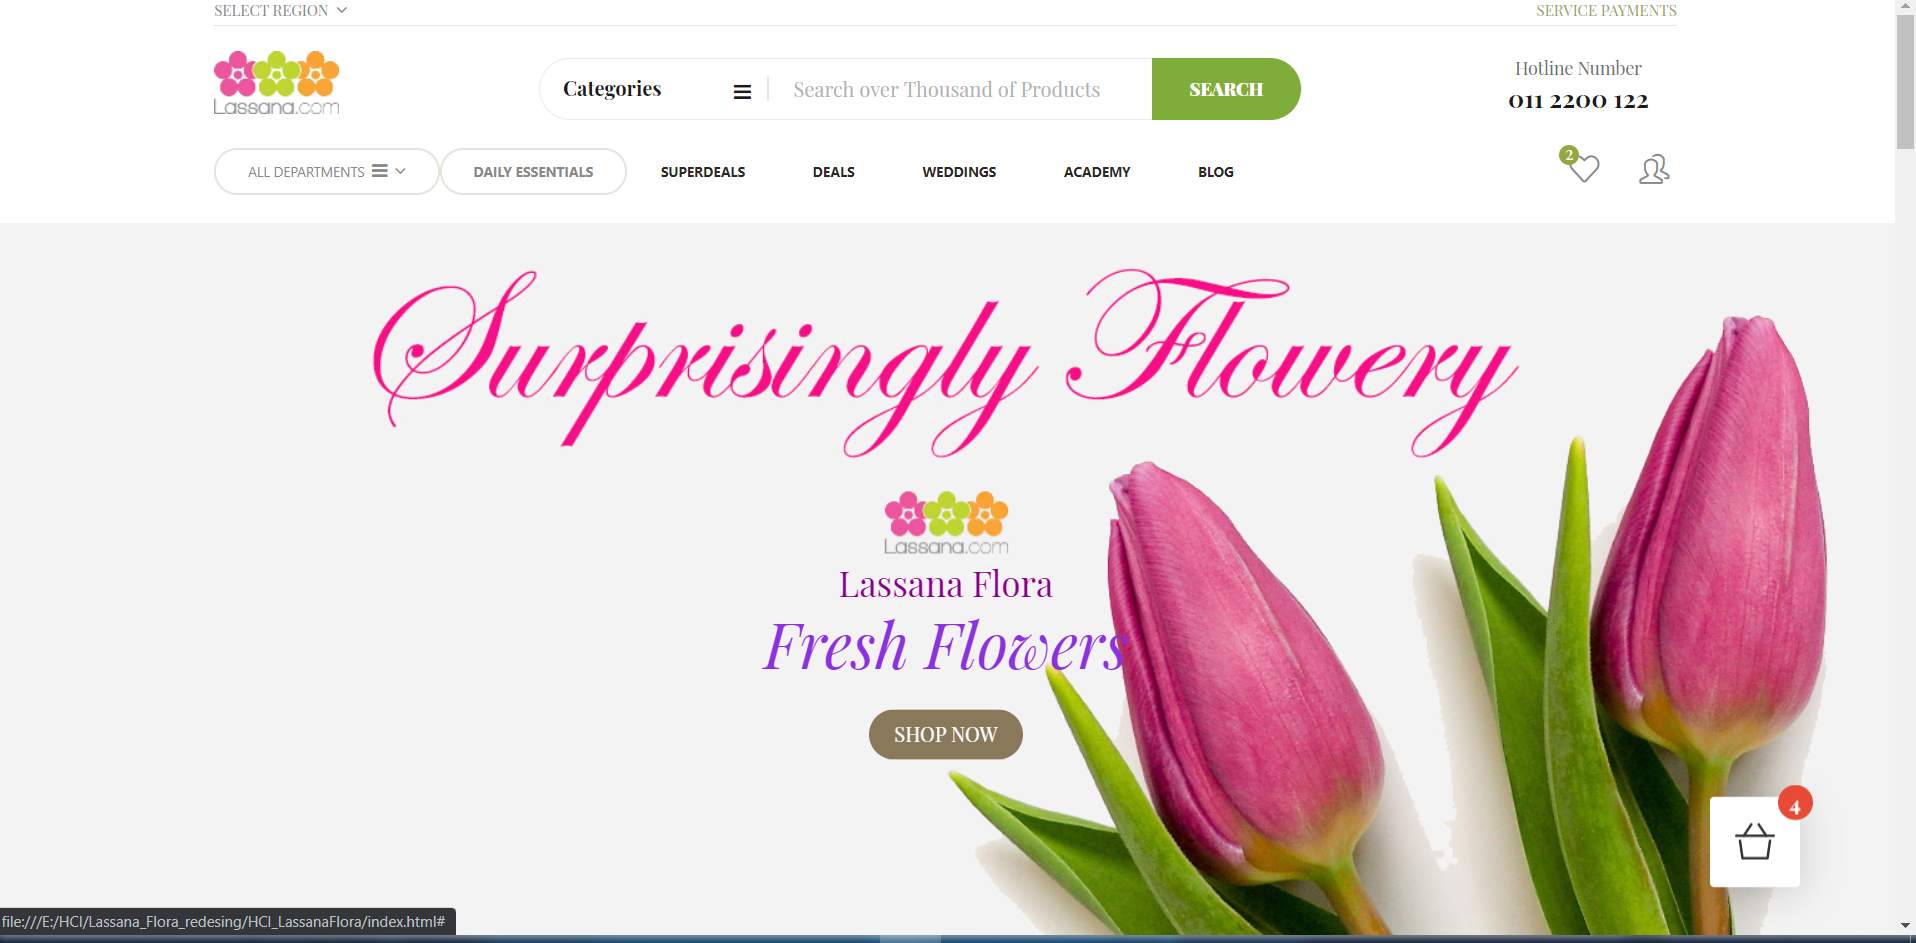 SELECT REGION
SERVICE PAYMENTS
Lassana.com
Categories
Search over Thousand of Products
SEARCH
Hotline Number
011 2200 122
ALL DEPARTMENTS
DAILY ESSENTIALS
SUPERDEALS
DEALS
WEDDINGS
ACADEMY
BLOG
2
Surprisingly Flowery
Lassana.com
Lassana Flora
Fresh Flowers
SHOP NOW
4
file:///E:/HCI/Lassana_Flora_redesing/HCI_LassanaFlora/index.html#